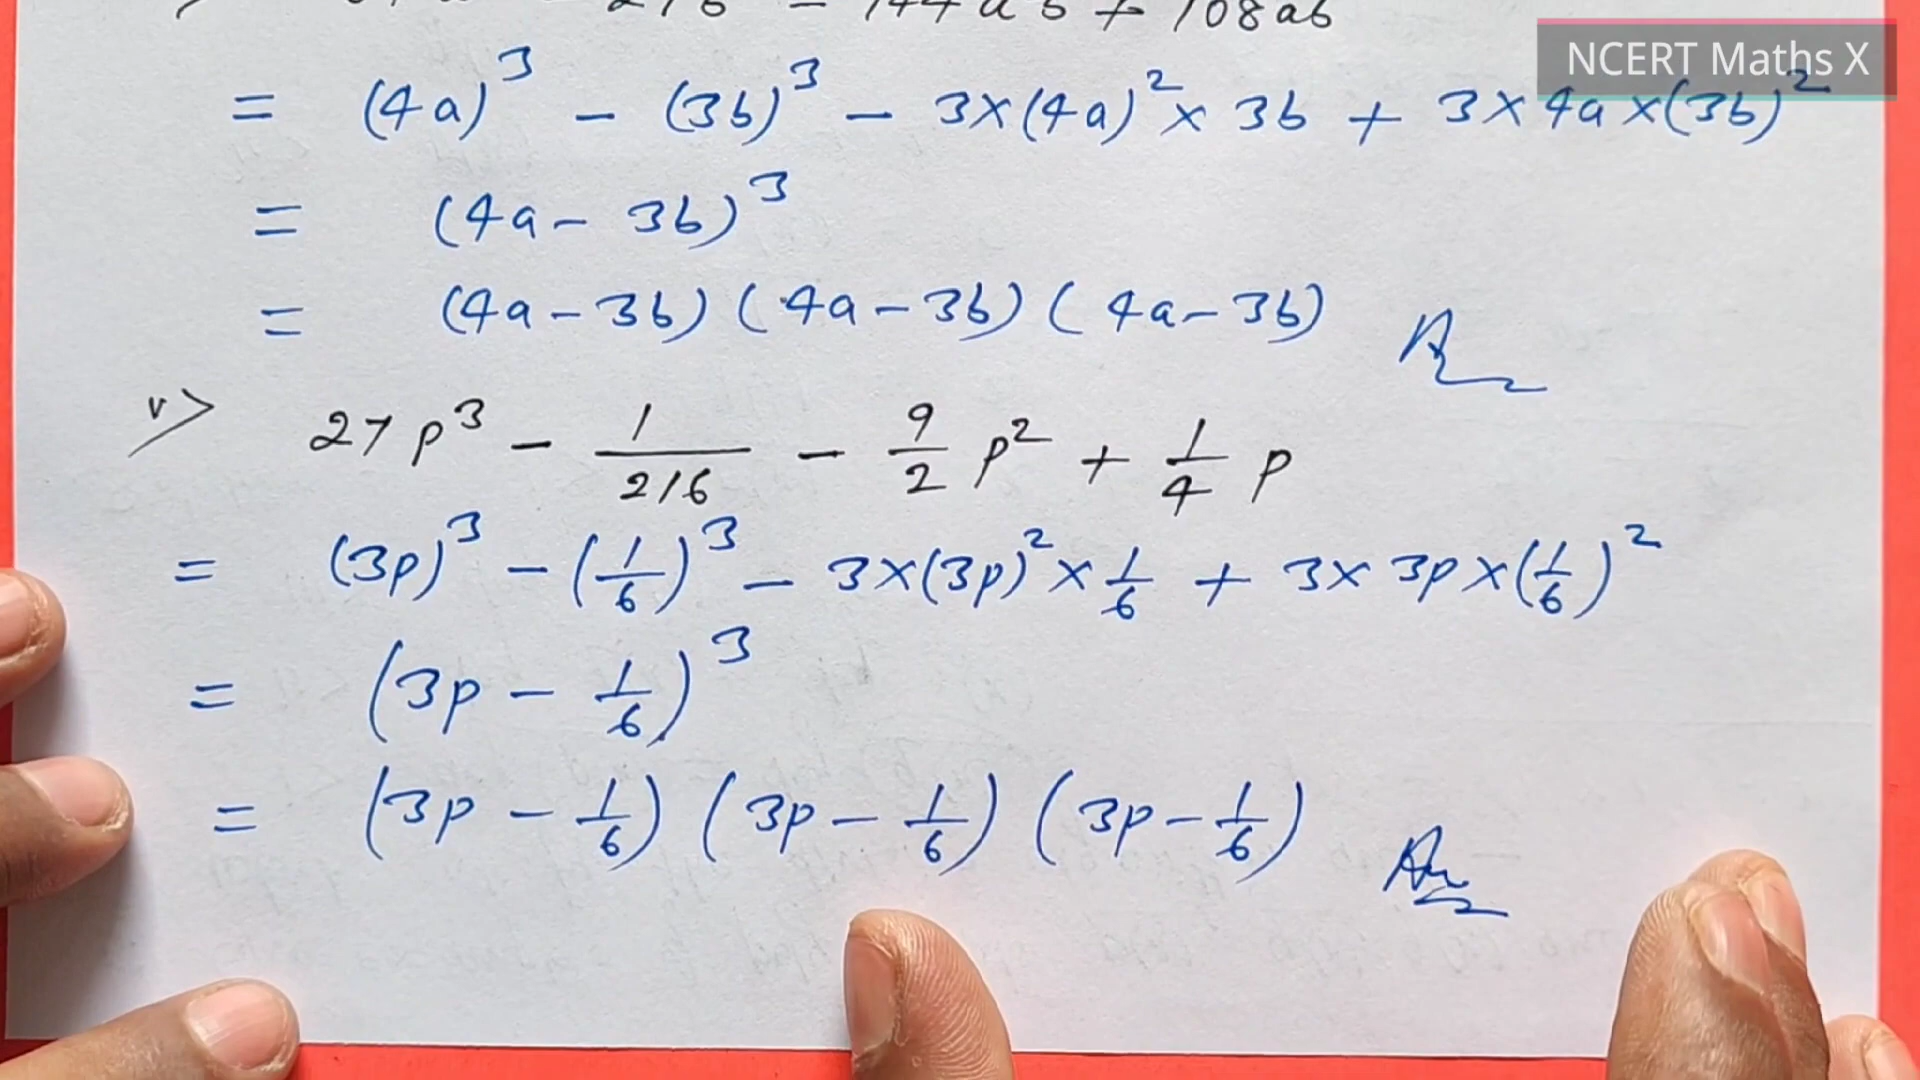 - 144a b + 108ab
NCERT Maths X
= (4a)³ - (3b)³ - 3×(4a)²× 3b + 3×4a×(3b)²
= (4a - 3b)³
= (4a - 3b) (4a - 3b) (4a - 3b)
v> 27p³ - 1/216 - 9/2 p² + 1/4 p
= (3p)³ - (1/6)³ - 3×(3p)²×1/6 + 3×3p×(1/6)²
= (3p - 1/6)³
= (3p - 1/6) (3p - 1/6) (3p - 1/6)